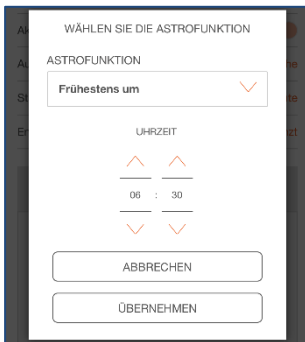 WÄHLEN SIE DIE ASTROFUNKTION
ASTROFUNKTION
Frühestens um
UHRZEIT
06 : 30
ABBRECHEN
ÜBERNEHMEN